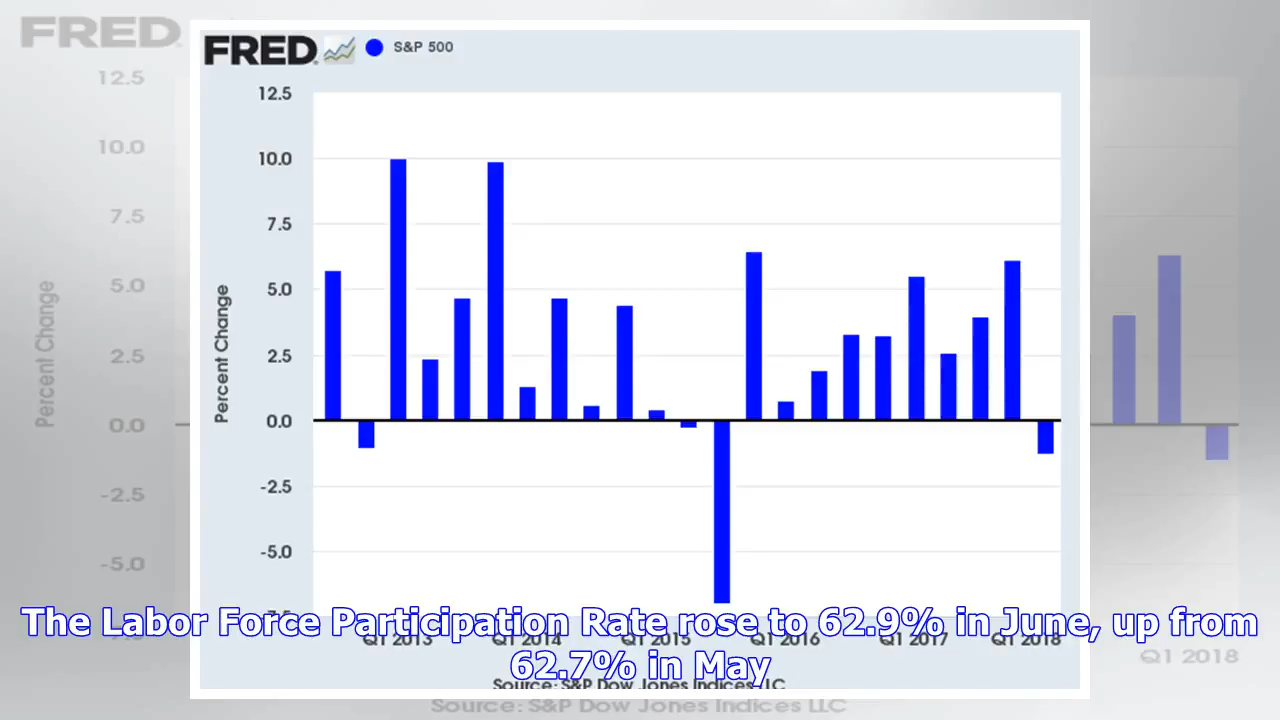 FRED
FRED
S&P 500
12.5
10.0
7.5
5.0
2.5
0.0
-2.5
-5.0
Percent Change
12.5
10.0
7.5
5.0
2.5
0.0
-2.5
-5.0
Percent Change
The Labor Force Participation Rate rose to 62.9% in June, up from
62.7% in May
Q1 2013 Q1 2014 Q1 2015 Q1 2016 Q1 2017 Q1 2018
Q1 2018
Source: S&P Dow Jones Indices LLC
Source: S&P Dow Jones Indices LLC